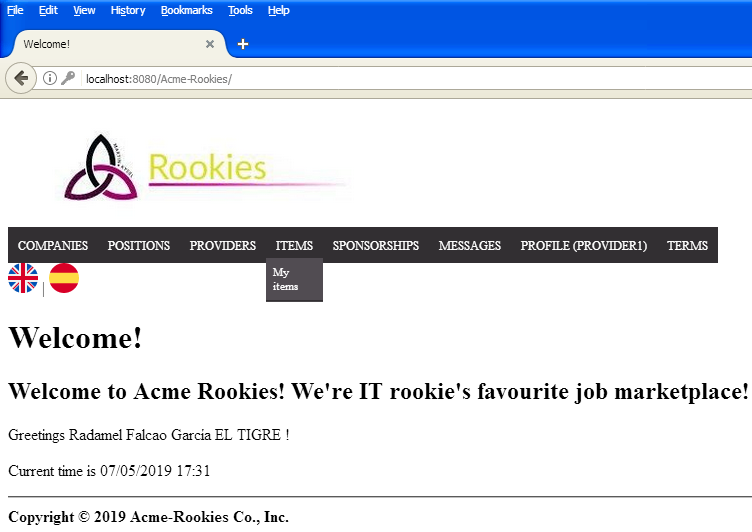 File Edit View History Bookmarks Tools Help
Welcome!
localhost:8080/Acme-Rookies/
Rookies
COMPANIES POSITIONS PROVIDERS ITEMS SPONSORSHIPS MESSAGES PROFILE (PROVIDER1) TERMS
My
items
|
Welcome!
Welcome to Acme Rookies! We're IT rookie's favourite job marketplace!
Greetings Radamel Falcao García EL TIGRE !
Current time is 07/05/2019 17:31
Copyright © 2019 Acme-Rookies Co., Inc.